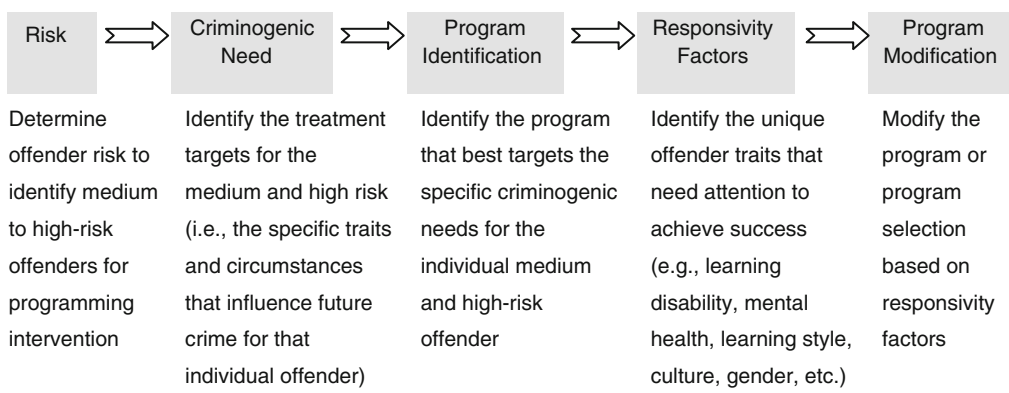 Risk
Criminogenic
Need
Program
Identification
Responsivity
Factors
Program
Modification
Determine
offender risk to
identify medium
to high-risk
offenders for
programming
intervention
Identify the treatment
targets for the
medium and high risk
(i.e., the specific traits
and circumstances
that influence future
crime for that
individual offender)
Identify the program
that best targets the
specific criminogenic
needs for the
individual medium
and high-risk
offender
Identify the unique
offender traits that
need attention to
achieve success
(e.g., learning
disability, mental
health, learning style,
culture, gender, etc.)
Modify the
program or
program
selection
based on
responsivity
factors